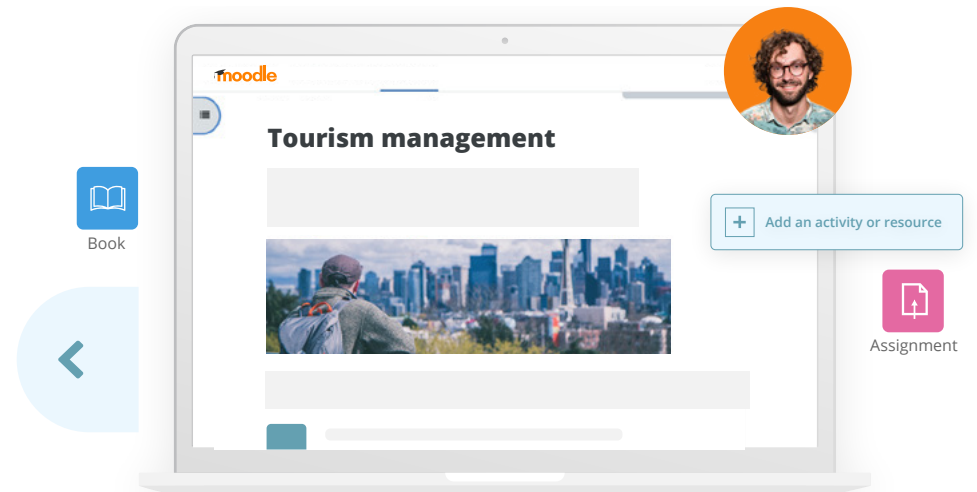 moodle
Tourism management
Book
Add an activity or resource
Assignment